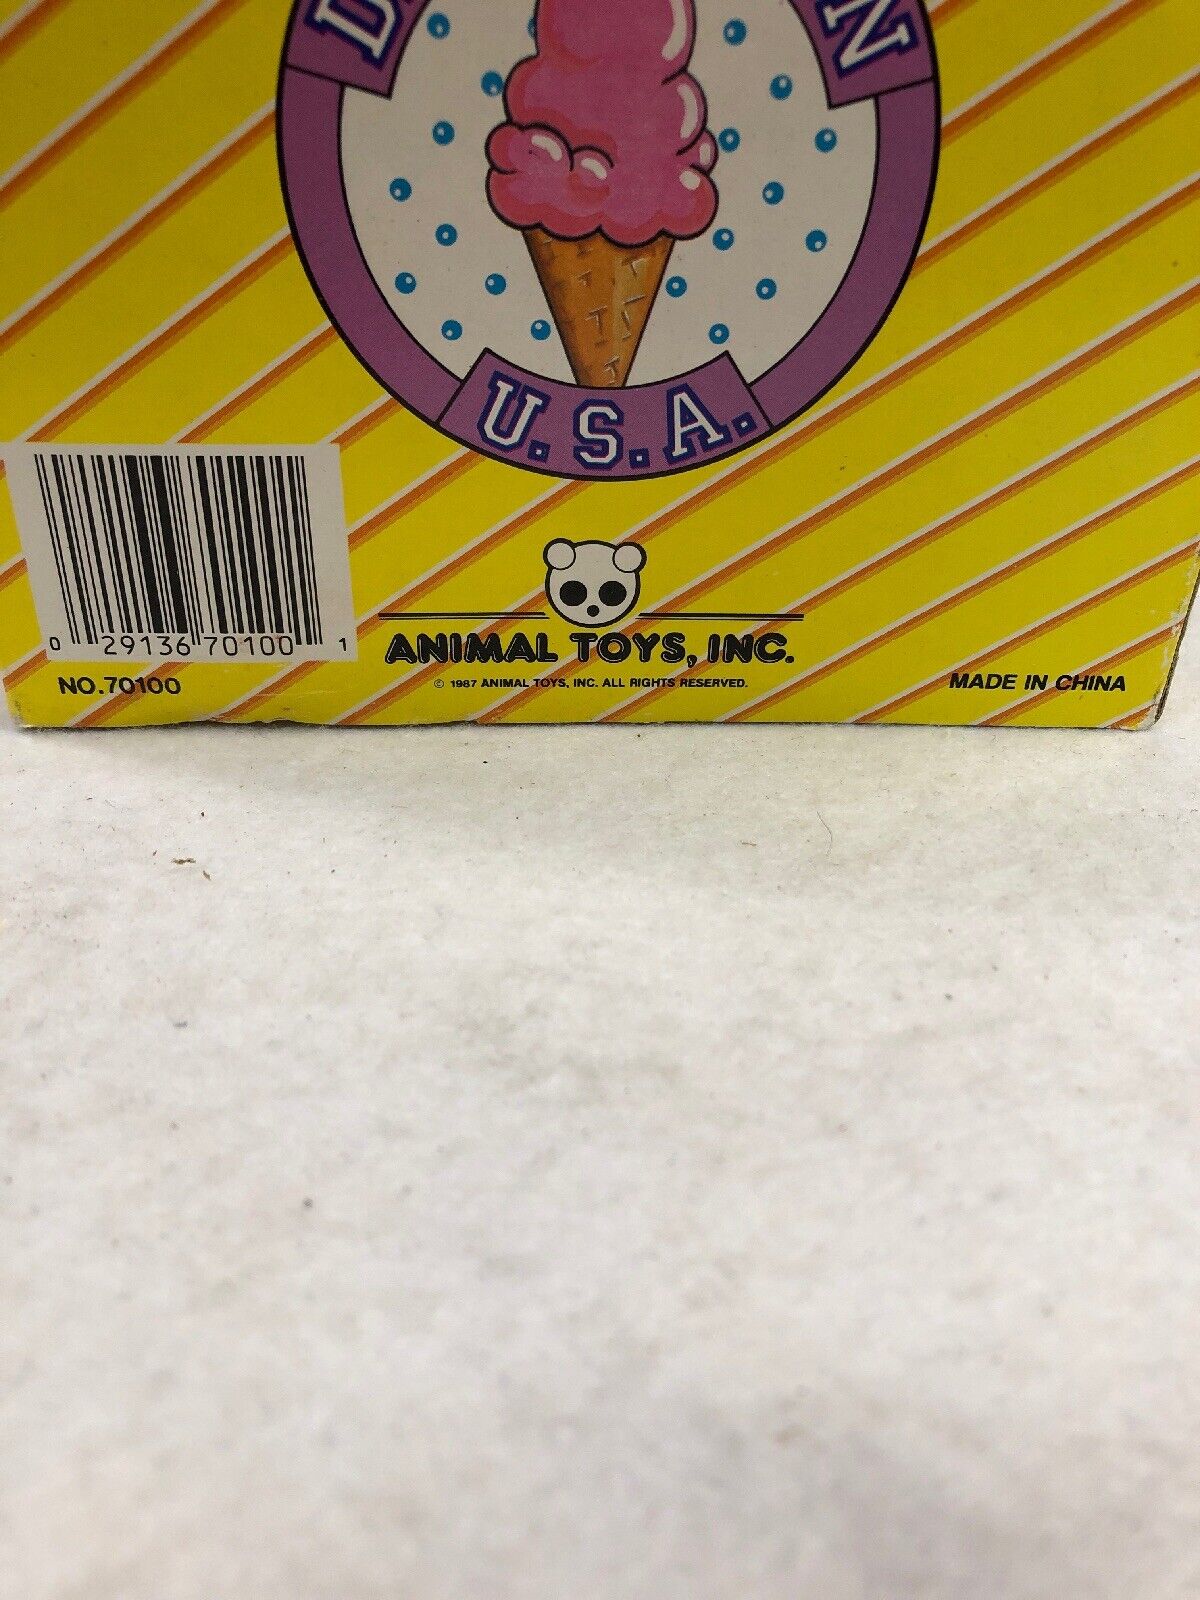 U.S.A.
0 29136 70100 1
ANIMAL TOYS, INC.
NO.70100
© 1987 ANIMAL TOYS, INC. ALL RIGHTS RESERVED.
MADE IN CHINA